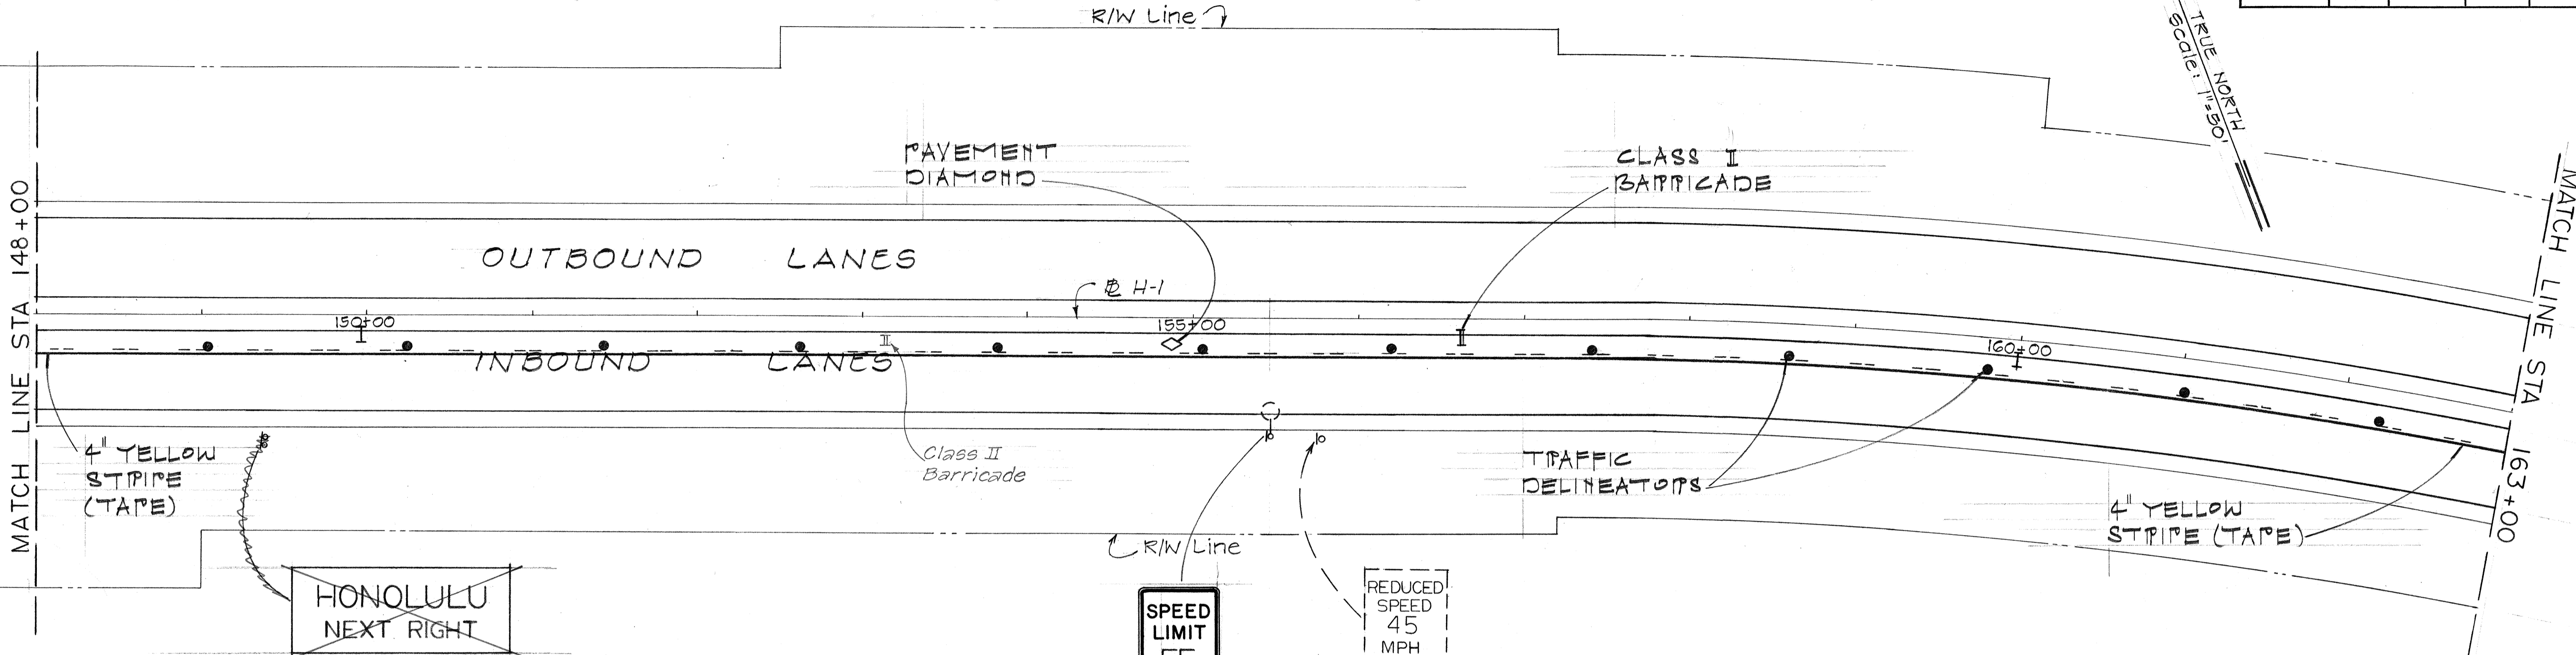 R/W Line
TRUE NORTH
Scale: 1"=50'
PAVEMENT
DIAMOND
CLASS II
BARRICADE
MATCH LINE STA 148+00
OUTBOUND LANES
℄ H-1
150+00
155+00
160+00
INBOUND LANES
II
4" YELLOW
STRIPE
(TAPE)
Class II
Barricade
TRAFFIC
DELINEATORS
4" YELLOW
STRIPE (TAPE)
MATCH LINE STA 163+00
R/W Line
HONOLULU
NEXT RIGHT
SPEED
LIMIT
REDUCED
SPEED
45
MPH